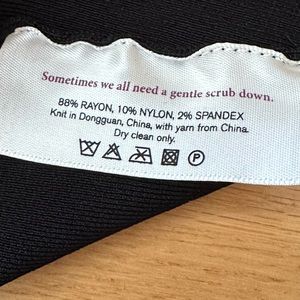 Sometimes we all need a gentle scrub down.
88% RAYON, 10% NYLON, 2% SPANDEX
Knit in Dongguan, China, with yarn from China.
Dry clean only.
P